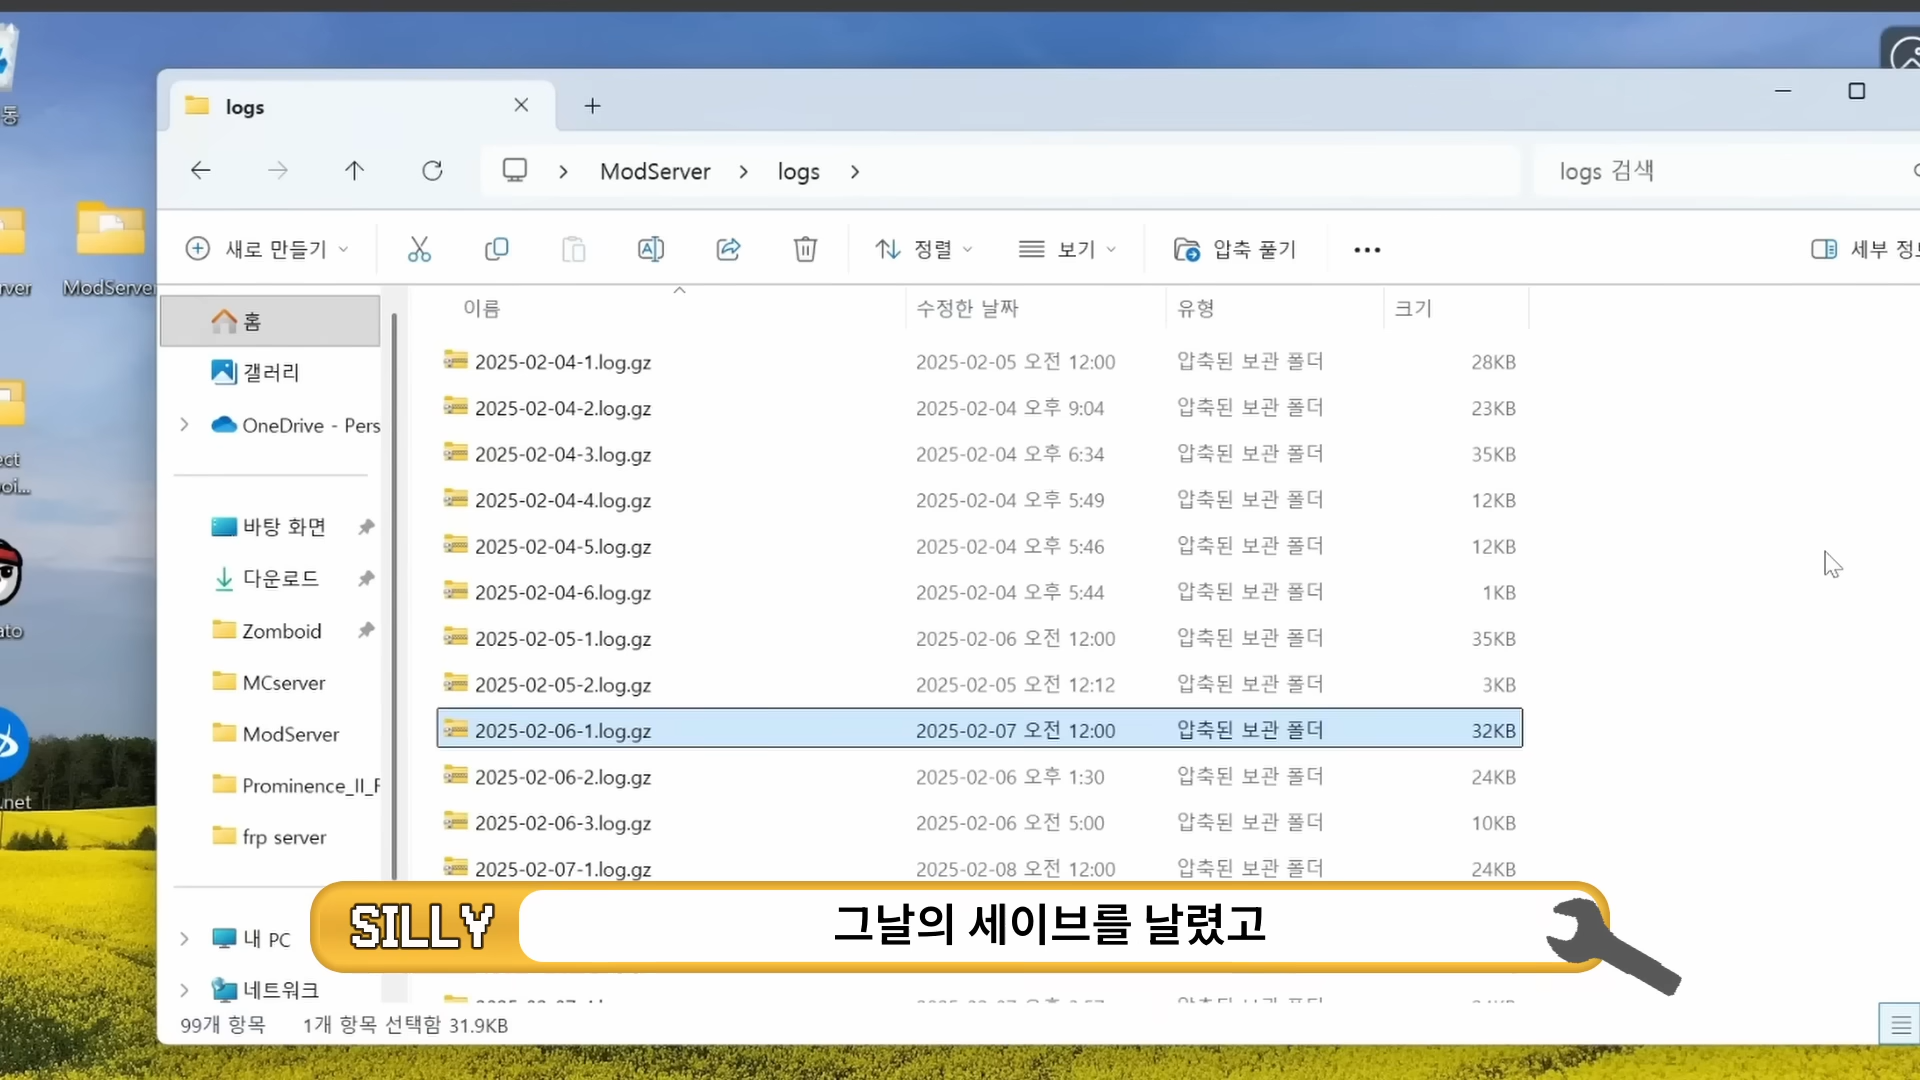 logs
ModServer
logs
logs 검색
새로 만들기
정렬
보기
압축 풀기
세부
ModServer
홈
갤러리
OneDrive - Pers
바탕 화면
다운로드
Zomboid
MCserver
ModServer
Prominence_II_F
frp server
내 PC
네트워크
이름 수정한 날짜 유형 크기
2025-02-04-1.log.gz 2025-02-05 오전 12:00 압축된 보관 폴더 28KB
2025-02-04-2.log.gz 2025-02-04 오후 9:04 압축된 보관 폴더 23KB
2025-02-04-3.log.gz 2025-02-04 오후 6:34 압축된 보관 폴더 35KB
2025-02-04-4.log.gz 2025-02-04 오후 5:49 압축된 보관 폴더 12KB
2025-02-04-5.log.gz 2025-02-04 오후 5:46 압축된 보관 폴더 12KB
2025-02-04-6.log.gz 2025-02-04 오후 5:44 압축된 보관 폴더 1KB
2025-02-05-1.log.gz 2025-02-06 오전 12:00 압축된 보관 폴더 35KB
2025-02-05-2.log.gz 2025-02-05 오전 12:12 압축된 보관 폴더 3KB
2025-02-06-1.log.gz 2025-02-07 오전 12:00 압축된 보관 폴더 32KB
2025-02-06-2.log.gz 2025-02-06 오후 1:30 압축된 보관 폴더 24KB
2025-02-06-3.log.gz 2025-02-06 오전 5:00 압축된 보관 폴더 10KB
2025-02-07-1.log.gz 2025-02-08 오전 12:00 압축된 보관 폴더 24KB
SILLY 그날의 세이브를 날렸고
99개 항목 1개 항목 선택함 31.9KB